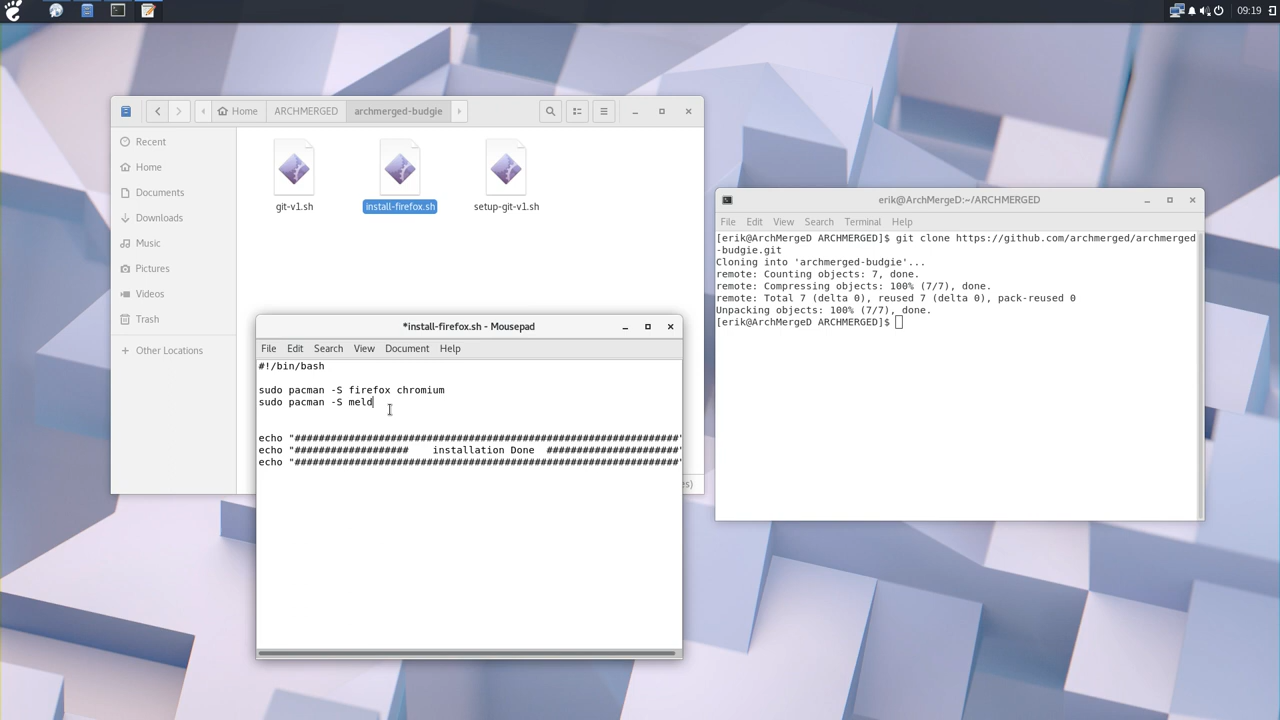 09:19
Home
ARCHMERGED
archmerged-budgie
Recent
Home
Documents
Downloads
Music
Pictures
Videos
Trash
Other Locations
git-v1.sh
install-firefox.sh
setup-git-v1.sh
es)
*install-firefox.sh - Mousepad
File Edit Search View Document Help
#!/bin/bash
sudo pacman -S firefox chromium
sudo pacman -S meld
echo "################################################################"
echo "###################    installation Done  ######################"
echo "################################################################"
erik@ArchMergeD:~/ARCHMERGED
File Edit View Search Terminal Help
[erik@ArchMergeD ARCHMERGED]$ git clone https://github.com/archmerged/archmerged
-budgie.git
Cloning into 'archmerged-budgie'...
remote: Counting objects: 7, done.
remote: Compressing objects: 100% (7/7), done.
remote: Total 7 (delta 0), reused 7 (delta 0), pack-reused 0
Unpacking objects: 100% (7/7), done.
[erik@ArchMergeD ARCHMERGED]$